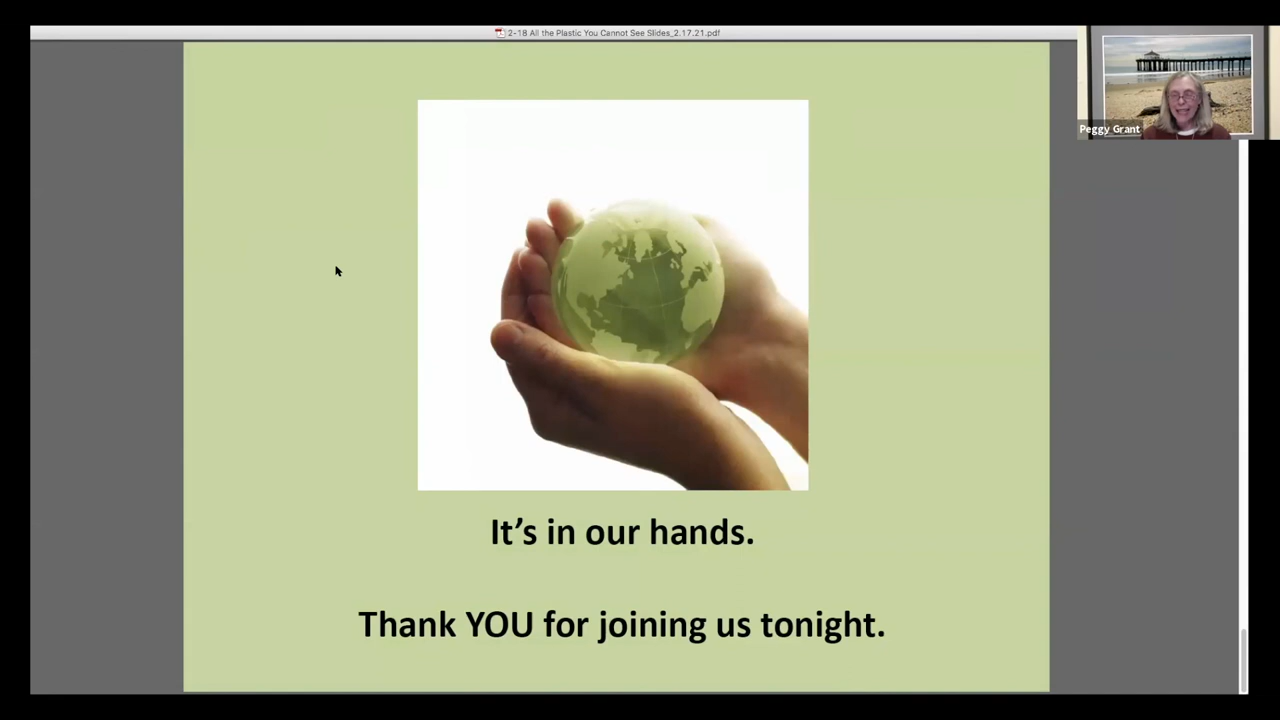 2-18 All the Plastic You Cannot See Slides_2.17.21.pdf
Peggy Grant
It’s in our hands.
Thank YOU for joining us tonight.